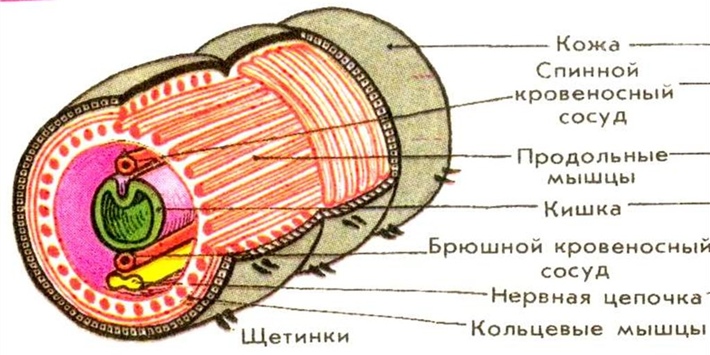 Кожа
Спинной
кровеносный
сосуд
Продольные
мышцы
Кишка
Брюшной кровеносный
сосуд
Нервная цепочка
Кольцевые мышцы
Щетинки